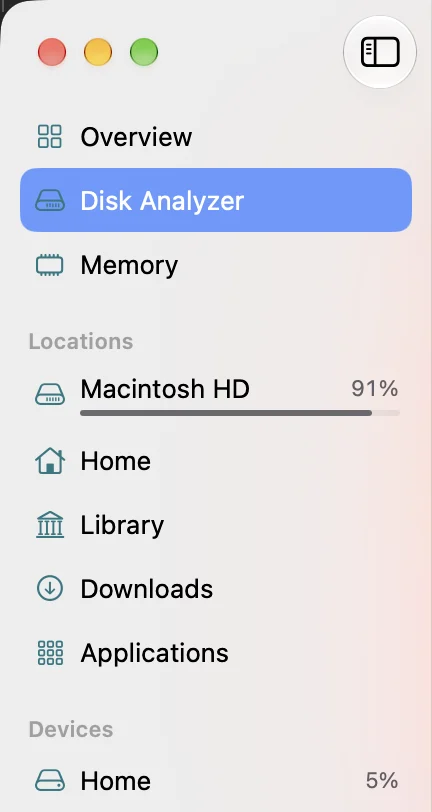 Overview
Disk Analyzer
Memory
Locations
Macintosh HD 91%
Home
Library
Downloads
Applications
Devices
Home 5%